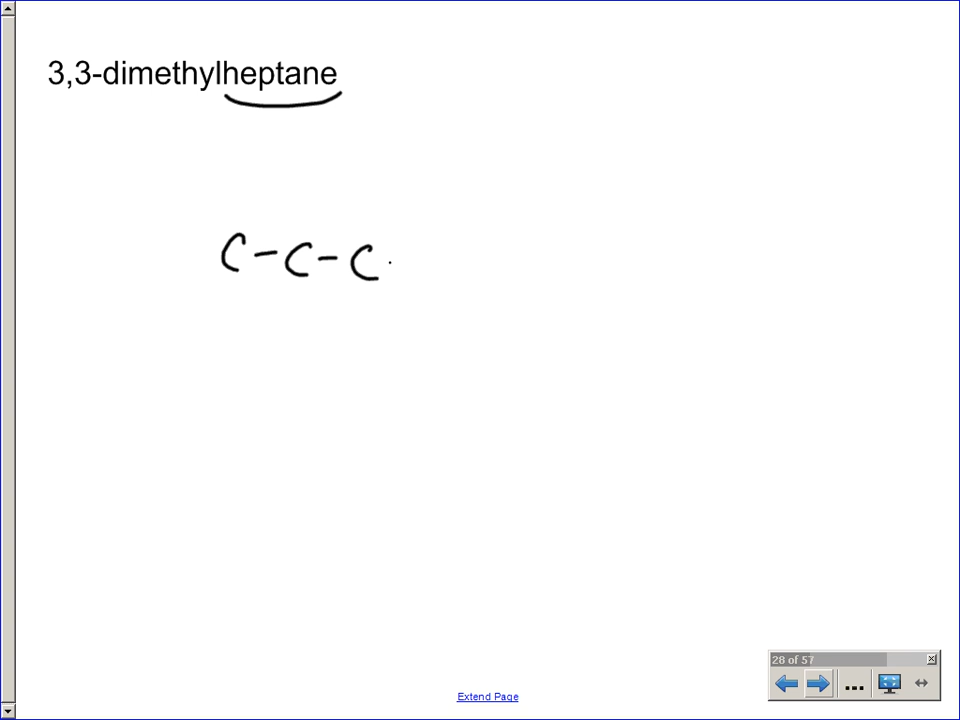 3,3-dimethylheptane
C-C-C
28 of 57
...
Extend Page